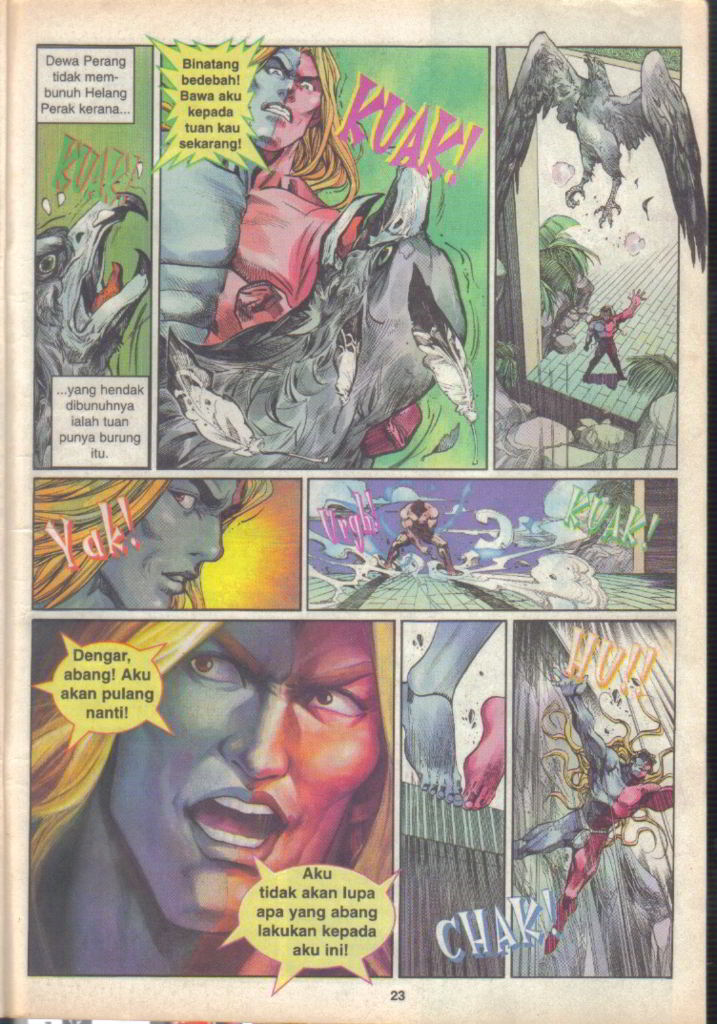 Dewa Perang
tidak mem-
bunuh Helang
Perak kerana...
KUAK!
...yang hendak
dibunuhnya
ialah tuan
punya burung
itu.
Binatang
bedebah!
Bawa aku
kepada
tuan kau
sekarang!
KUAK!
Yak!
Urgh!
KUAK!
Dengar,
abang! Aku
akan pulang
nanti!
Aku
tidak akan lupa
apa yang abang
lakukan kepada
aku ini!
CHAK!
HU!!
23